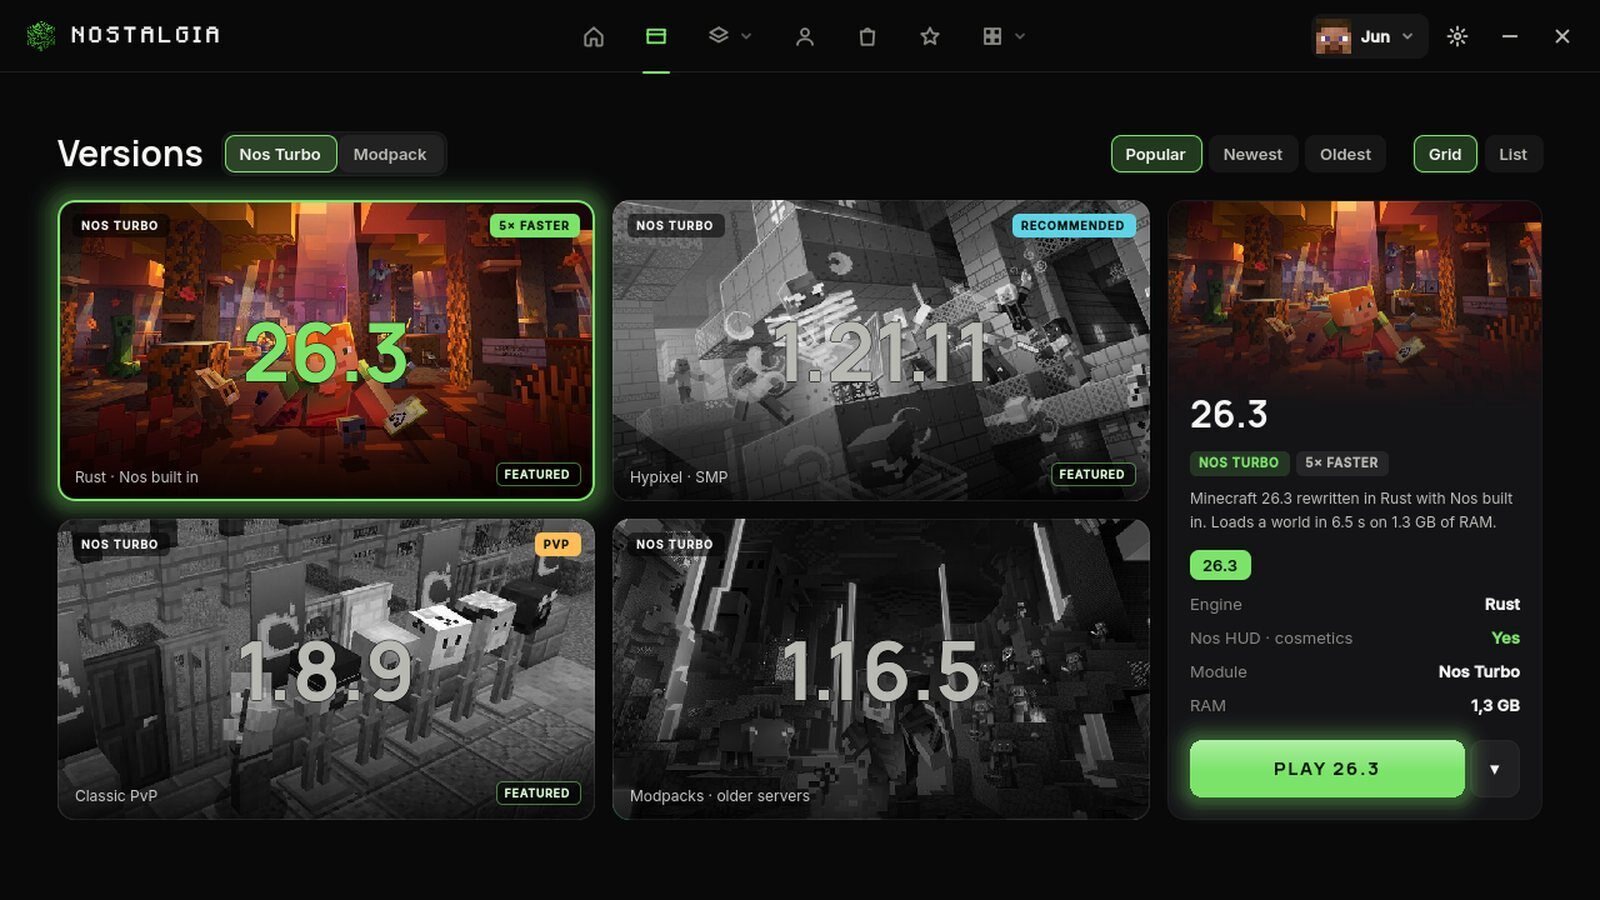 NOSTALGIA
Jun
Versions
Nos Turbo
Modpack
Popular
Newest
Oldest
Grid
List
NOS TURBO
5× FASTER
26.3
Rust · Nos built in
FEATURED
NOS TURBO
RECOMMENDED
1.21.11
Hypixel · SMP
FEATURED
NOS TURBO
PVP
1.8.9
Classic PvP
FEATURED
NOS TURBO
1.16.5
Modpacks · older servers
26.3
NOS TURBO
5× FASTER
Minecraft 26.3 rewritten in Rust with Nos built
in. Loads a world in 6.5 s on 1.3 GB of RAM.
26.3
Engine Rust
Nos HUD · cosmetics Yes
Module Nos Turbo
RAM 1,3 GB
PLAY 26.3